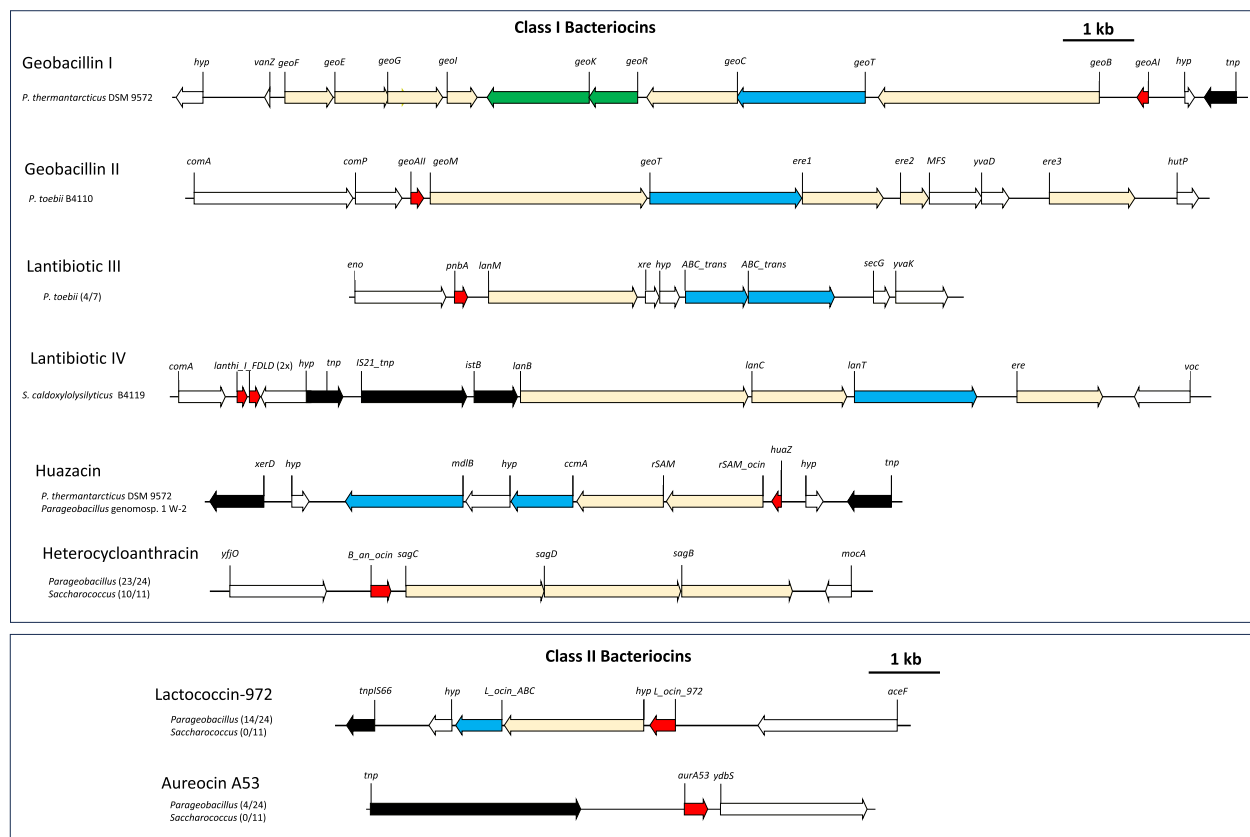 Class I Bacteriocins
1 kb
Geobacillin I
hyp vanZ geoF geoE geoG geoI geoK geoR geoC geoT geoB geoAI hyp tnp
P. thermantarcticus DSM 9572
Geobacillin II
comA comP geoAII geoM geoT ere1 ere2 MFS yvaD ere3 hutP
P. toebii B4110
Lantibiotic III
eno pnbA lanM xre hyp ABC_trans ABC_trans secG yvaK
P. toebii (4/7)
Lantibiotic IV
comA lanthi_I_FDLD (2x) hyp tnp IS21_tnp istB lanB lanC lanT ere voc
S. caldoxylolysilyticus B4119
Huazacin
xerD hyp mdlB hyp ccmA rSAM rSAM_ocin huaZ hyp tnp
P. thermantarcticus DSM 9572
Parageobacillus genomosp. 1 W-2
Heterocycloanthracin
yfjO B_an_ocin sagC sagD sagB mocA
Parageobacillus (23/24)
Saccharococcus (10/11)
Class II Bacteriocins
1 kb
Lactococcin-972
tnpIS66 hyp L_ocin_ABC hyp L_ocin_972 aceF
Parageobacillus (14/24)
Saccharococcus (0/11)
Aureocin A53
tnp aurA53 ydbS
Parageobacillus (4/24)
Saccharococcus (0/11)